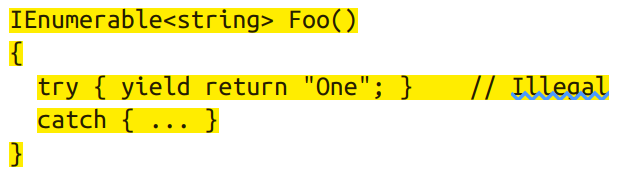 IEnumerable<string> Foo()
{
try { yield return "One"; } // Illegal
catch { ... }
}